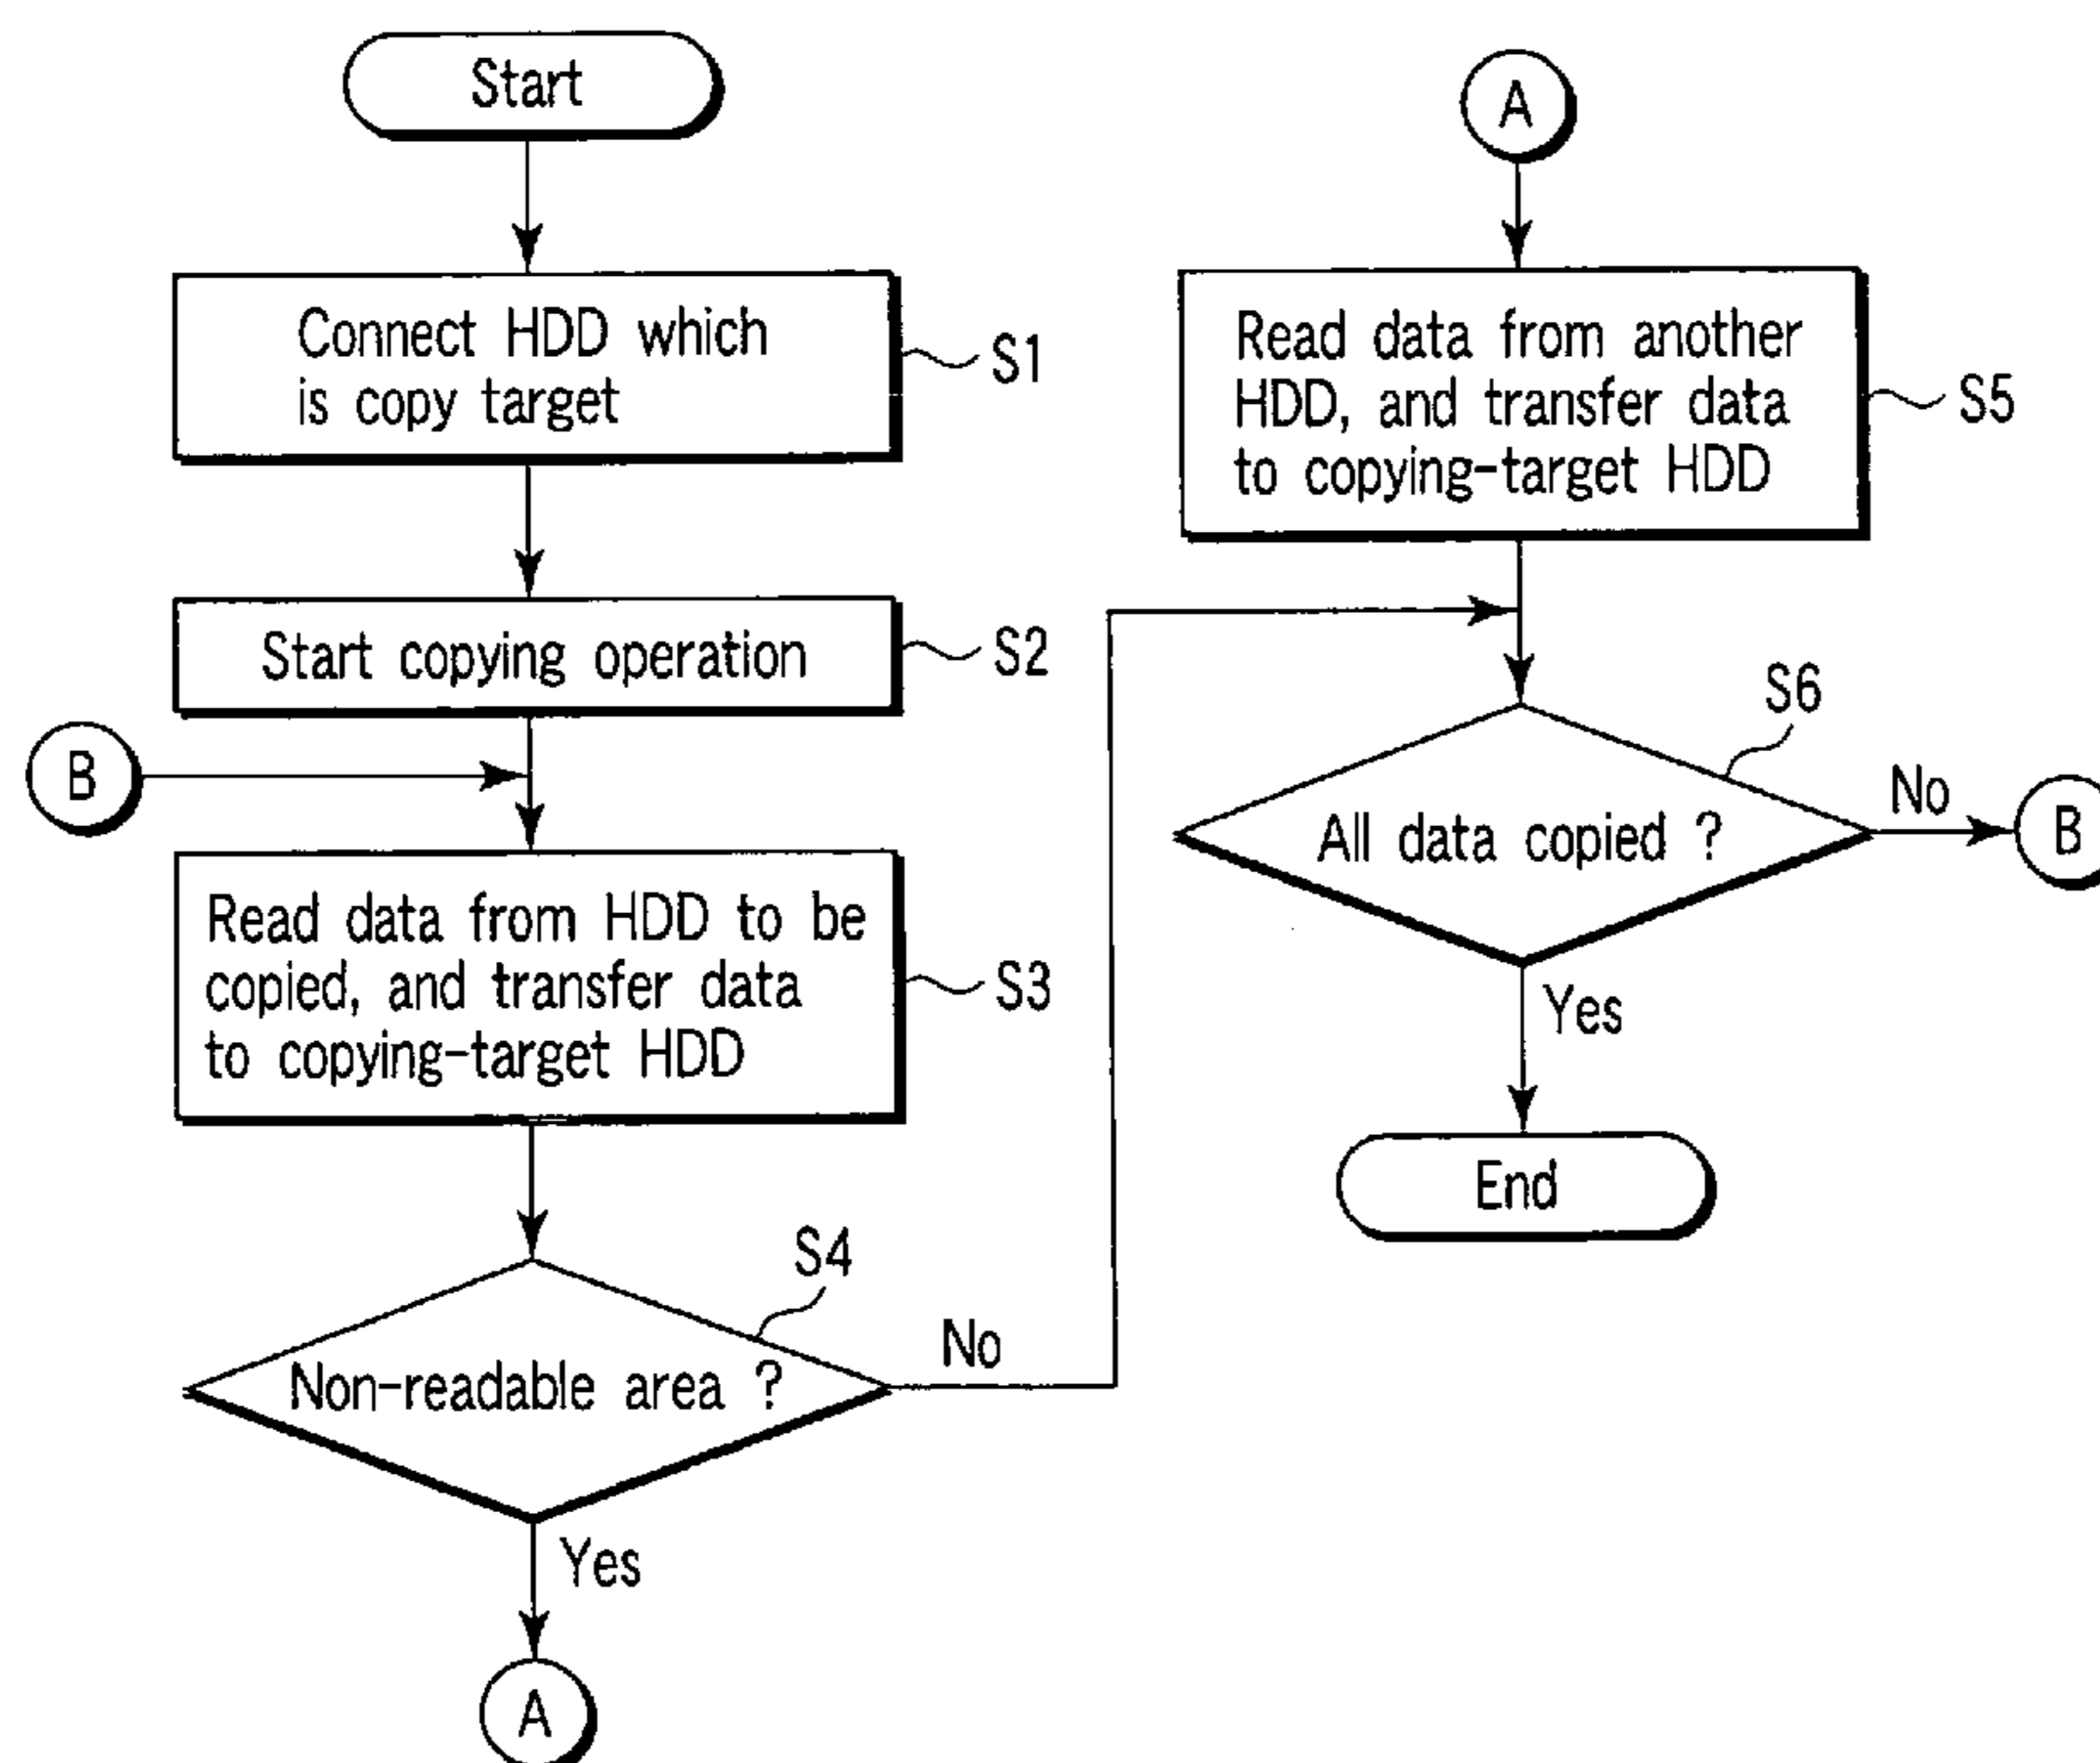 Start
Connect HDD which
is copy target
S1
Start copying operation
S2
B
Read data from HDD to be
copied, and transfer data
to copying-target HDD
S3
S4
Non-readable area ?
No
Yes
A
A
Read data from another
HDD, and transfer data
to copying-target HDD
S5
S6
All data copied ?
No
B
Yes
End